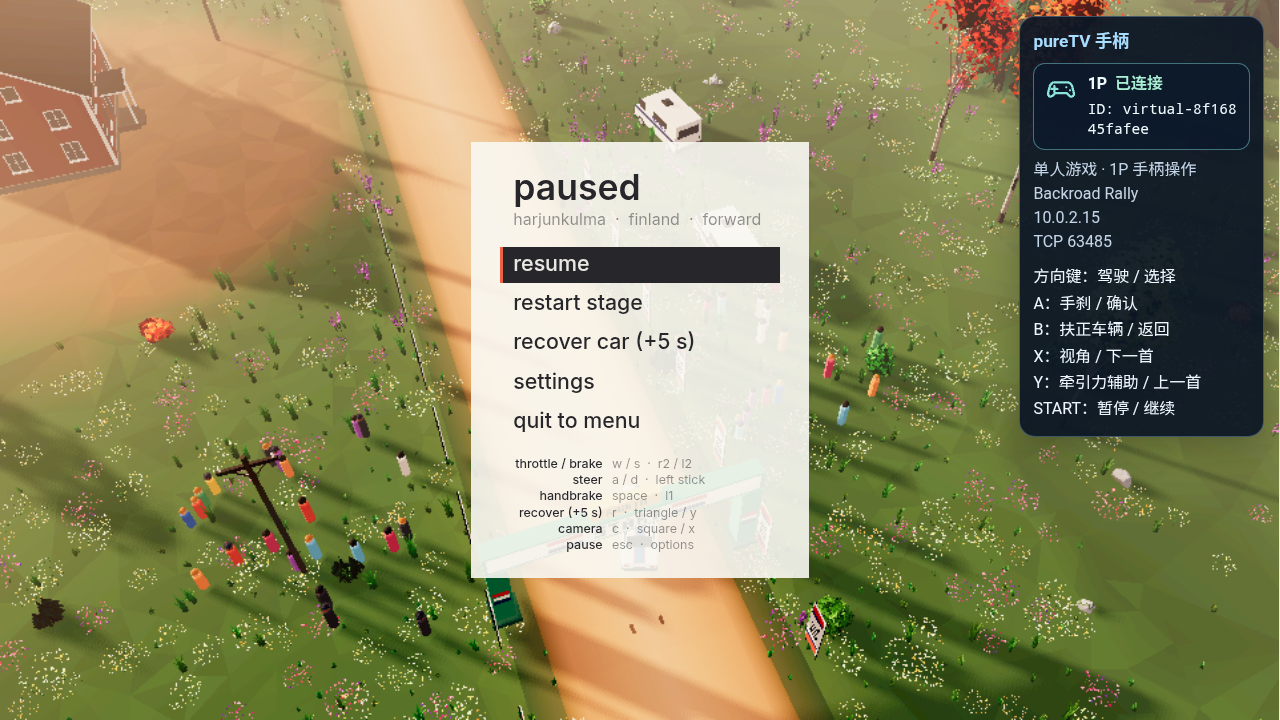 paused
harjunkulma · finland · forward
resume
restart stage
recover car (+5 s)
settings
quit to menu
throttle / brake w / s · r2 / l2
steer a / d · left stick
handbrake space · l1
recover (+5 s) r · triangle / y
camera c · square / x
pause esc · options
pureTV 手柄
1P 已连接
ID: virtual-8f168
45fafee
单人游戏 · 1P 手柄操作
Backroad Rally
10.0.2.15
TCP 63485
方向键：驾驶 / 选择
A：手刹 / 确认
B：扶正车辆 / 返回
X：视角 / 下一首
Y：牵引力辅助 / 上一首
START：暂停 / 继续